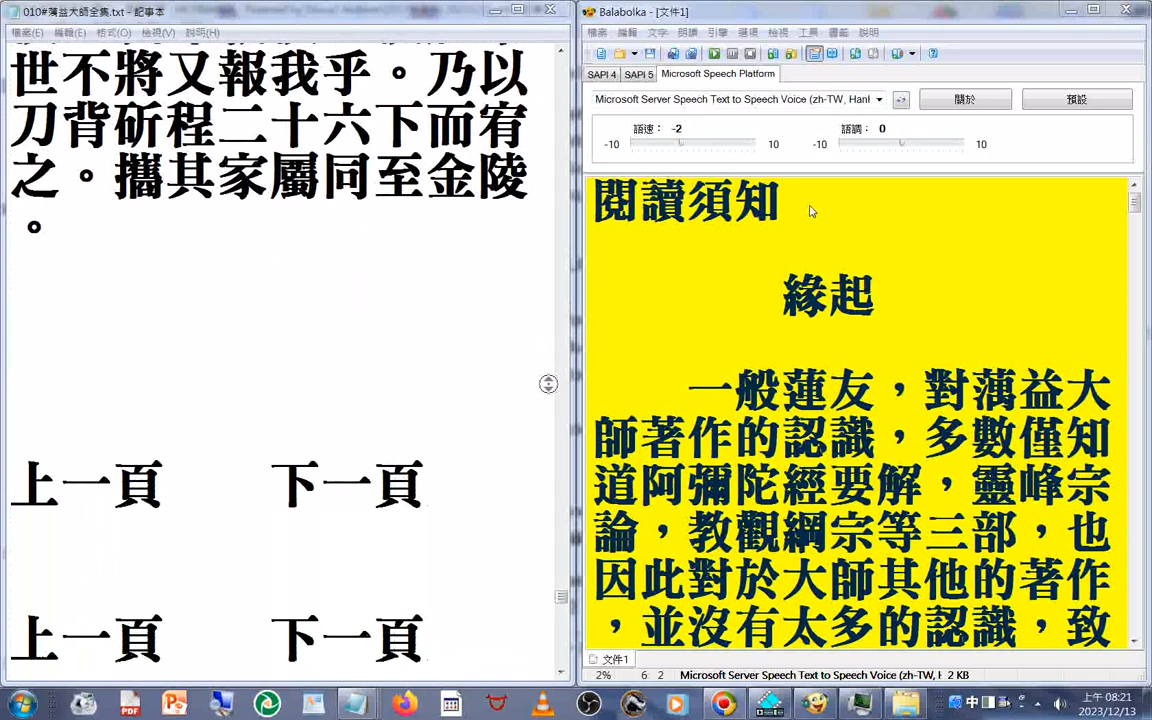 010#蕅益大師全集.txt - 記事本
檔案(F) 編輯(E) 格式(O) 檢視(V) 說明(H)
世不將又報我乎。乃以
刀背斫程二十六下而宥
之。攜其家屬同至金陵
。
上一頁 下一頁
上一頁 下一頁
Balabolka - [文件1]
檔案 編輯 文字 朗讀 引擎 選項 檢視 工具 書籤 說明
SAPI 4 SAPI 5 Microsoft Speech Platform
Microsoft Server Speech Text to Speech Voice (zh-TW, Hanl
關於 預設
語速： -2 語調： 0
-10 10 -10 10
閱讀須知
緣起
一般蓮友，對蕅益大
師著作的認識，多數僅知
道阿彌陀經要解，靈峰宗
論，教觀綱宗等三部，也
因此對於大師其他的著作
，並沒有太多的認識，致
文件1
2% 6: 2 Microsoft Server Speech Text to Speech Voice (zh-TW, H 2 KB
PDF
中
上午 08:21
2023/12/13